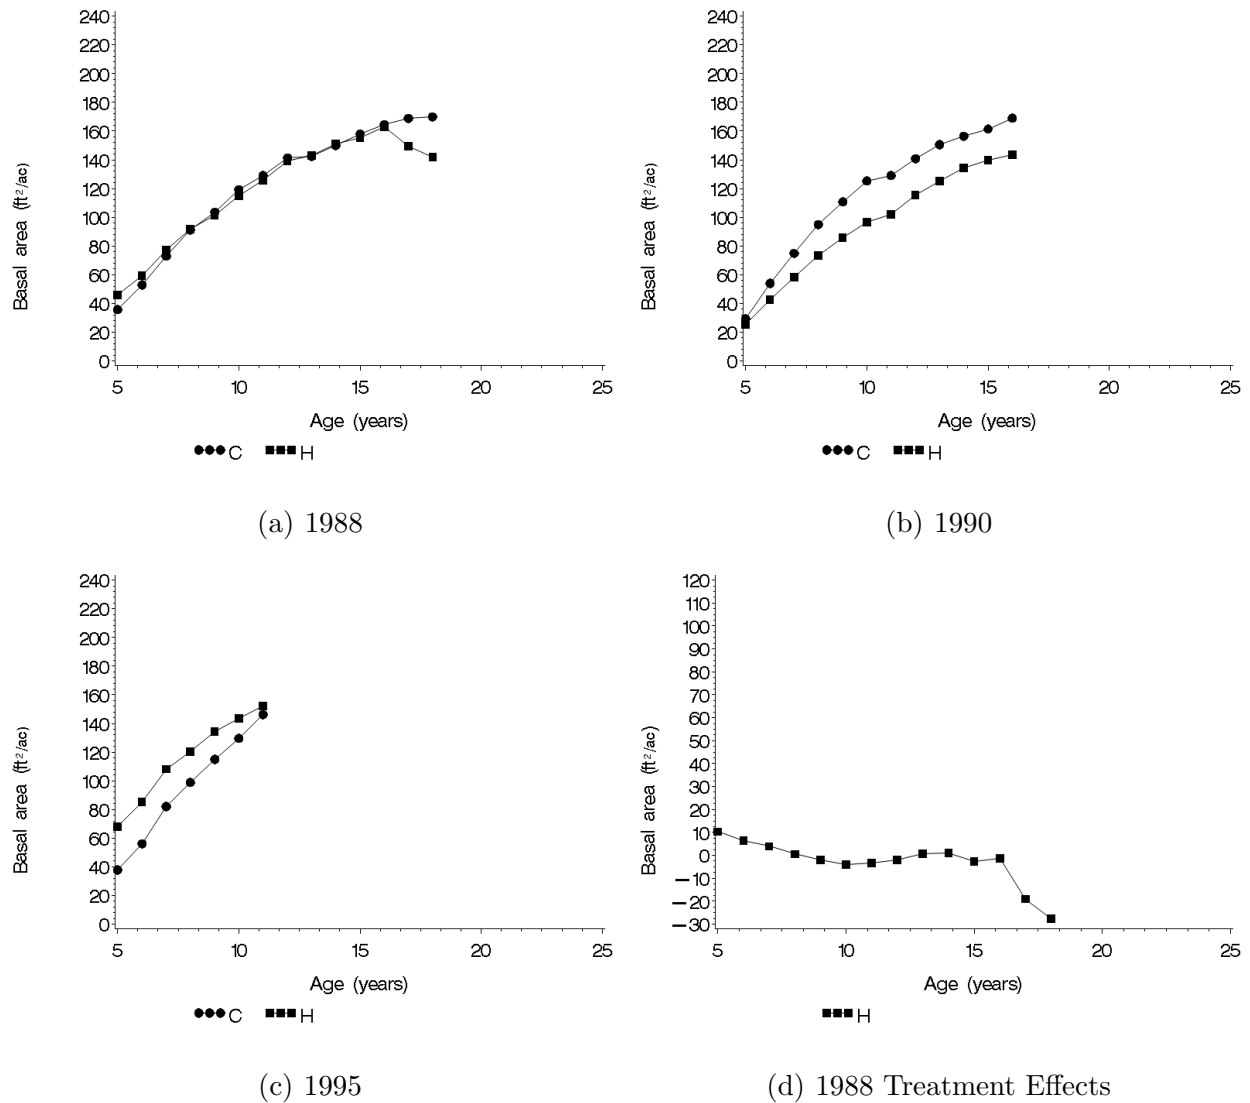 240
220
200
180
160
140
120
100
80
60
40
20
0
Basal area (ft²/ac)
5 10 15 20 25
Age (years)
C H
(a) 1988
240
220
200
180
160
140
120
100
80
60
40
20
0
Basal area (ft²/ac)
5 10 15 20 25
Age (years)
C H
(b) 1990
240
220
200
180
160
140
120
100
80
60
40
20
0
Basal area (ft²/ac)
5 10 15 20 25
Age (years)
C H
(c) 1995
120
110
100
90
80
70
60
50
40
30
20
10
0
−10
−20
−30
Basal area (ft²/ac)
5 10 15 20 25
Age (years)
H
(d) 1988 Treatment Effects